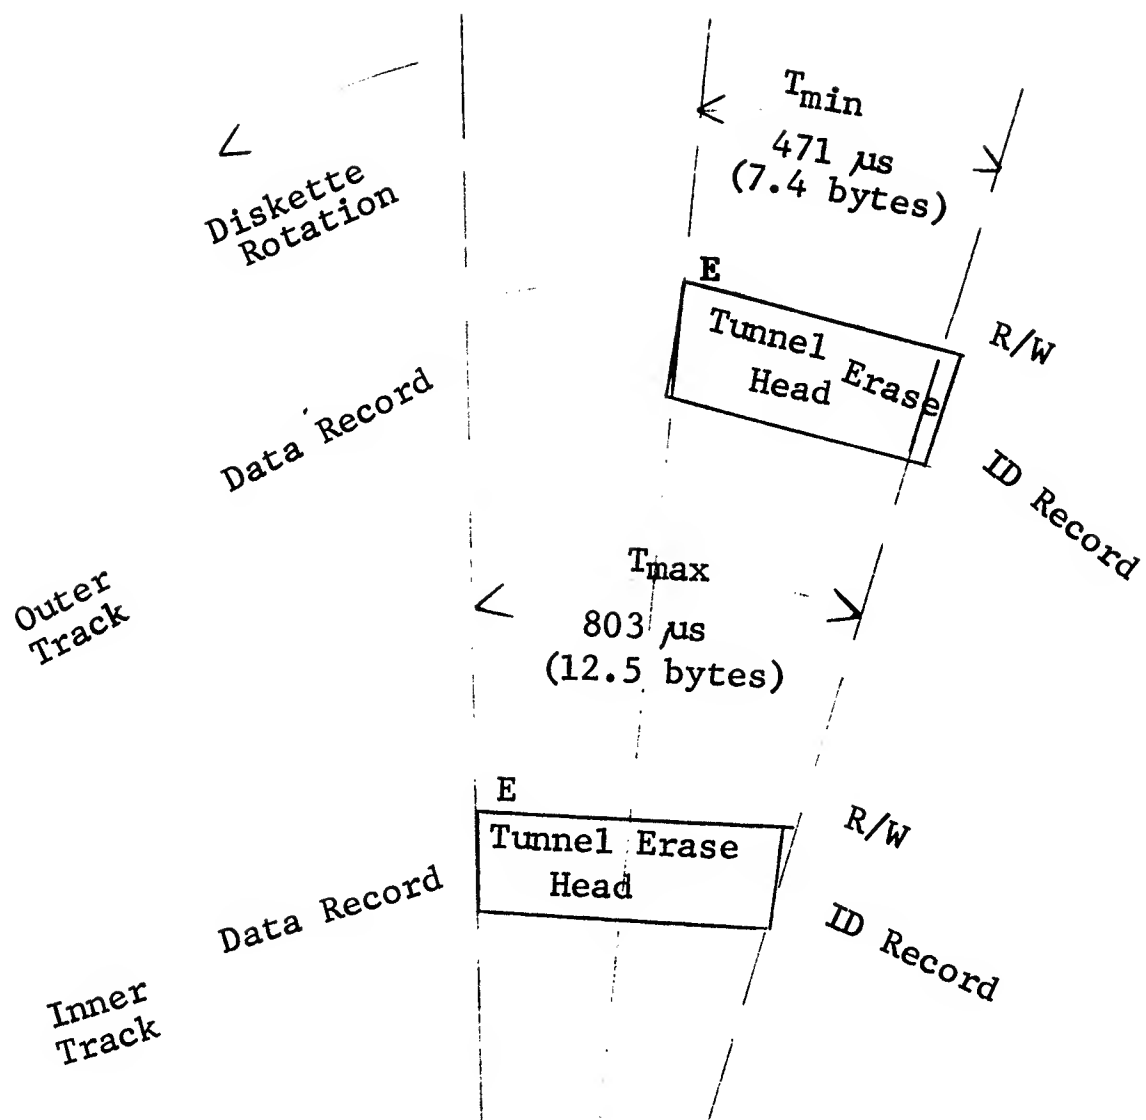 Tmin
471 µs
(7.4 bytes)
Diskette
Rotation
E
Tunnel Erase
Head
R/W
Data Record
ID Record
Outer
Track
Tmax
803 µs
(12.5 bytes)
E
Tunnel Erase
Head
R/W
Data Record
ID Record
Inner
Track